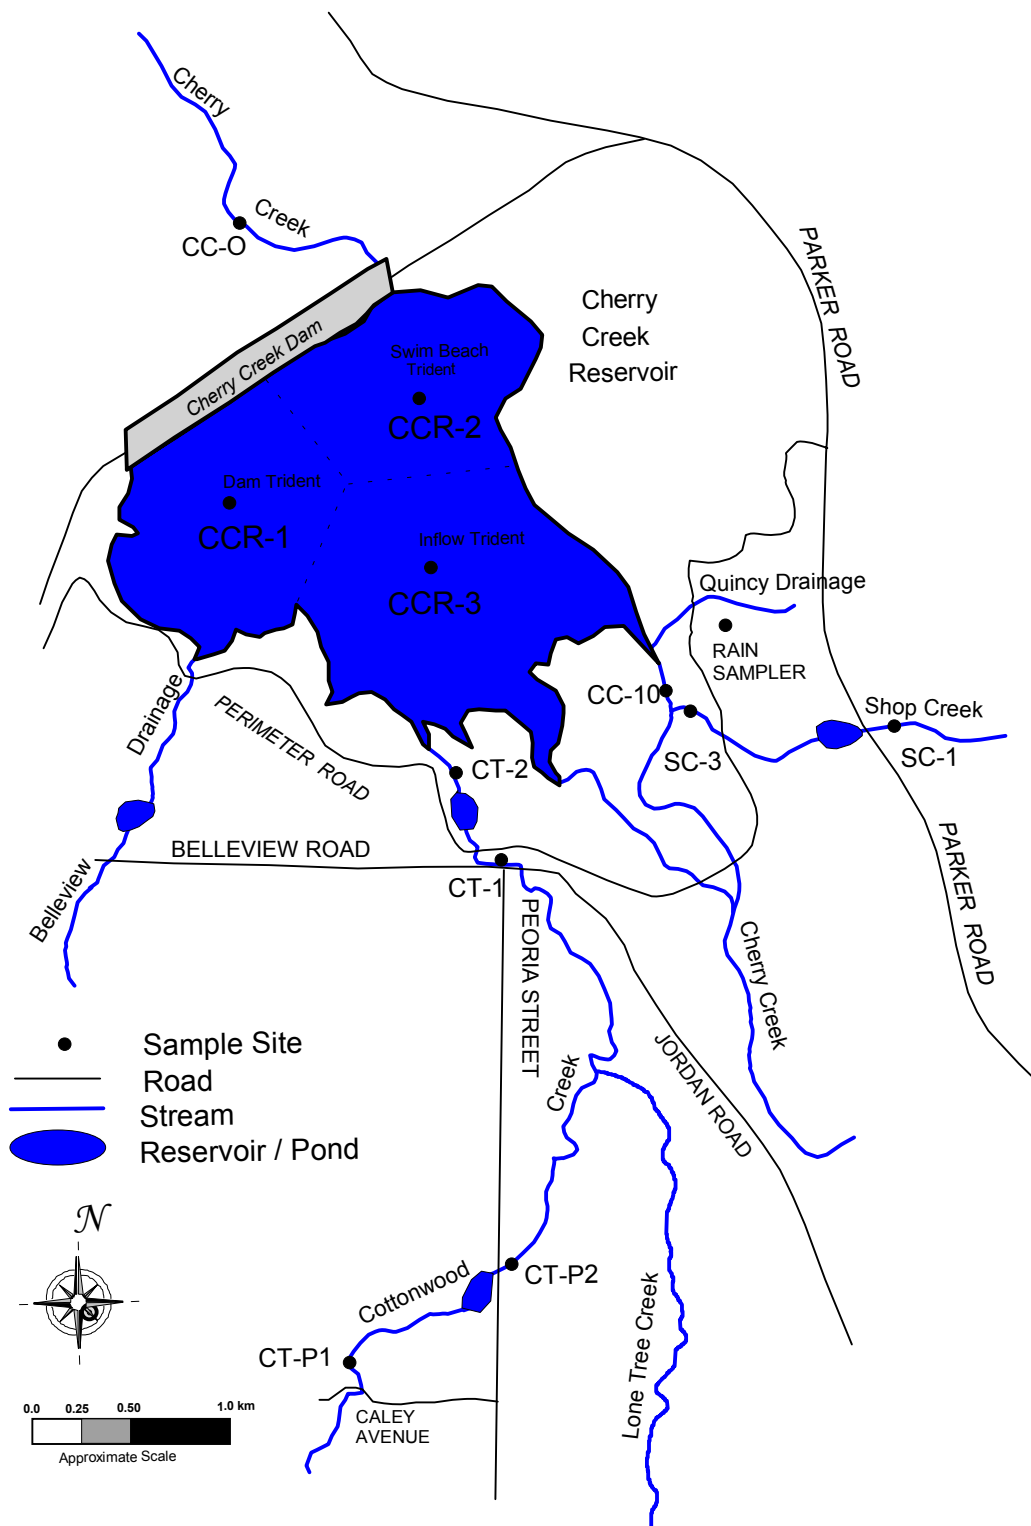 Cherry
Creek
CC-O
PARKER ROAD
Cherry
Creek
Reservoir
Cherry Creek Dam
Swim Beach
Trident
CCR-2
Dam Trident
CCR-1
Inflow Trident
CCR-3
Quincy Drainage
RAIN
SAMPLER
CC-10
SC-3
Shop Creek
SC-1
Drainage
PERIMETER ROAD
CT-2
BELLEVIEW ROAD
CT-1
Belleview
PEORIA STREET
PARKER ROAD
Cherry Creek
JORDAN ROAD
Creek
Sample Site
Road
Stream
Reservoir / Pond
N
Cottonwood
CT-P2
CT-P1
Lone Tree Creek
CALEY
AVENUE
0.0 0.25 0.50 1.0 km
Approximate Scale